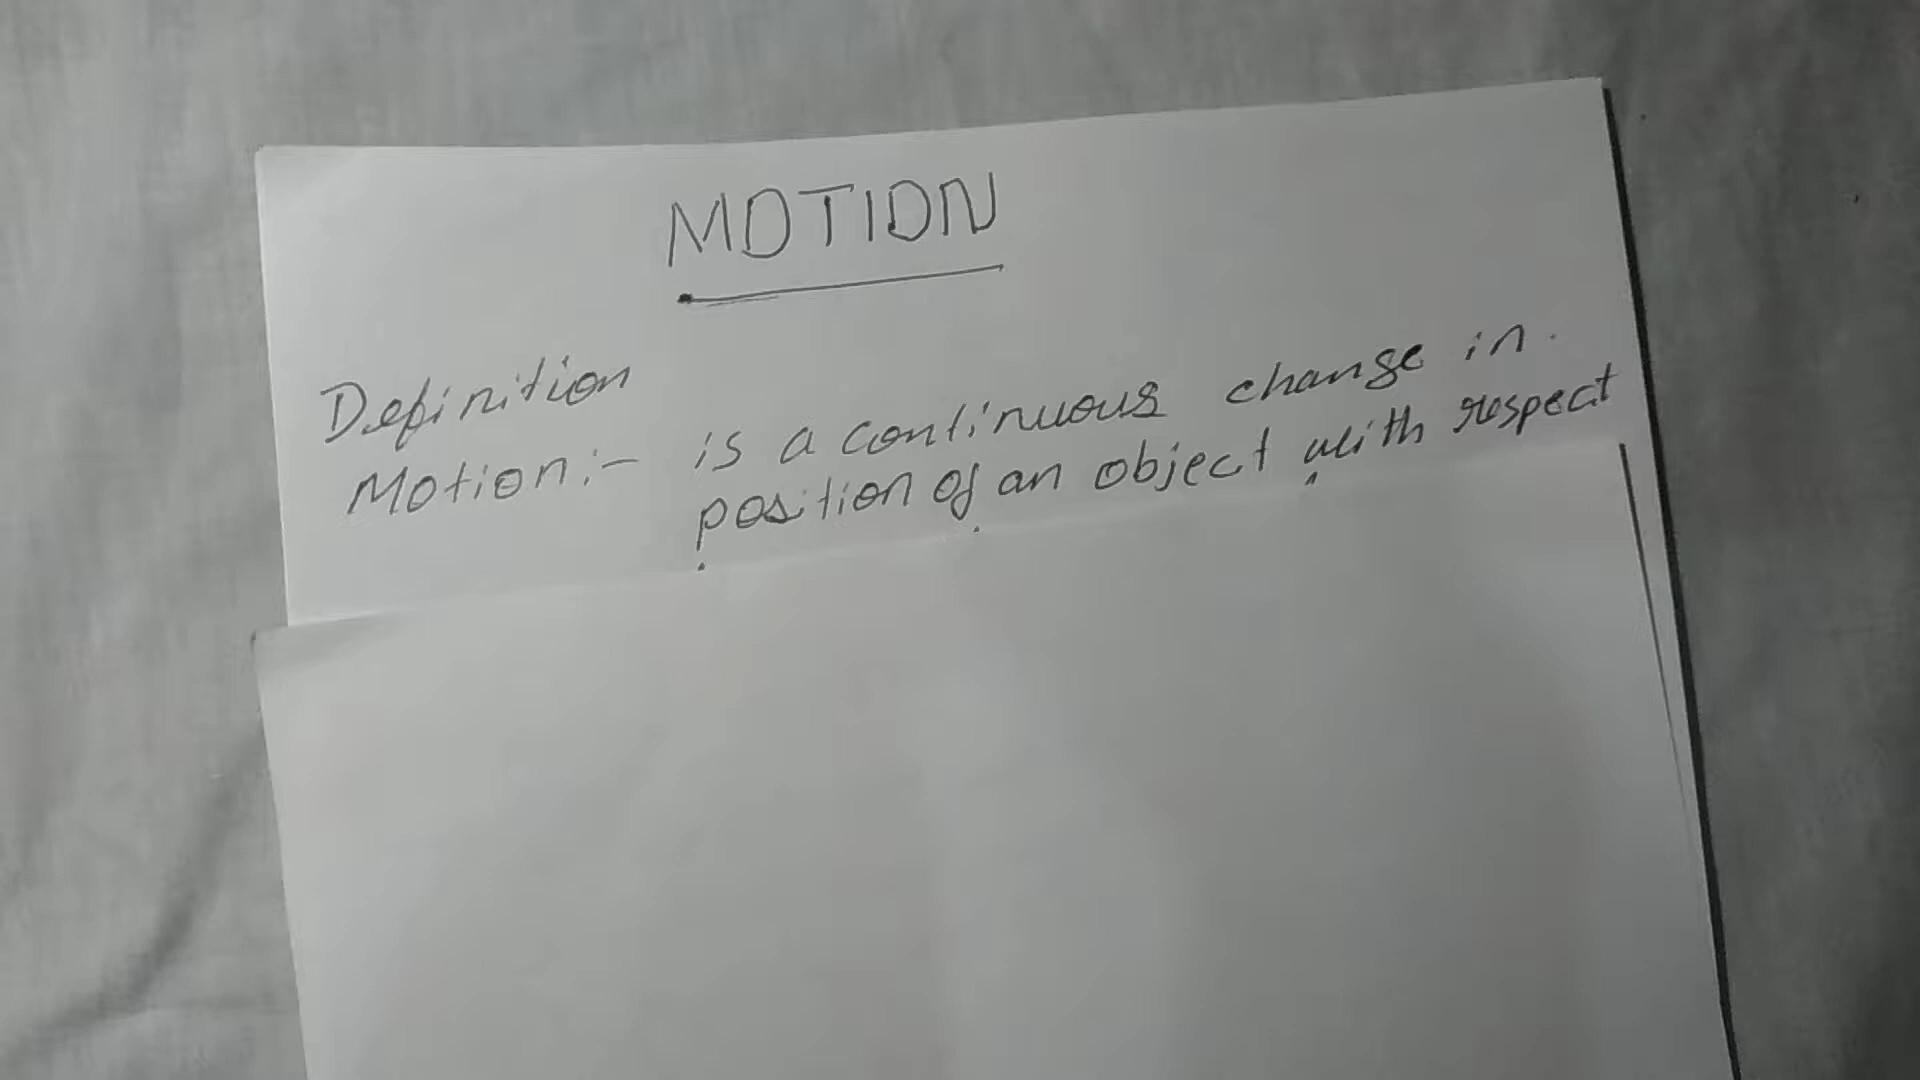 MOTION
Definition
Motion:- is a continuous change in
position of an object with respect